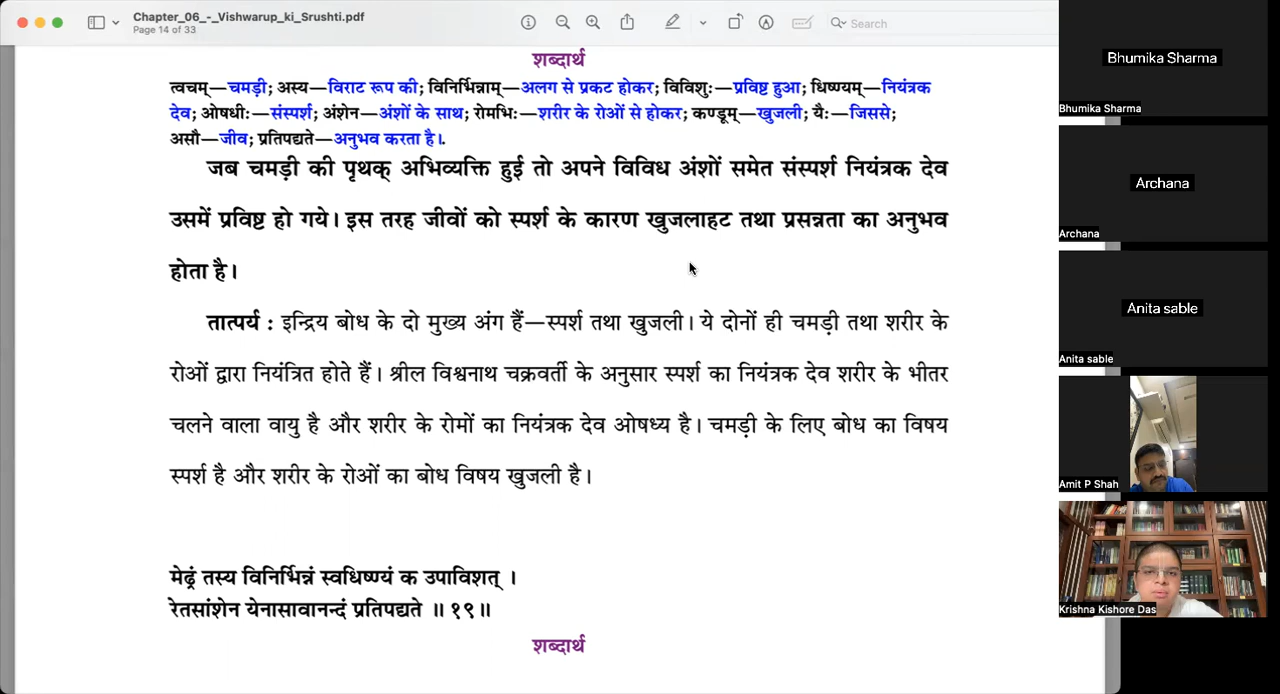 Chapter_06_-_Vishwarup_ki_Srushti.pdf
Page 14 of 33
Search
शब्दार्थ
त्वचम्—चमड़ी; अस्य—विराट रूप की; विनिर्भिन्नाम्—अलग से प्रकट होकर; विविशुः—प्रविष्ट हुआ; धिष्ण्यम्—नियंत्रक
देव; ओषधीः—संस्पर्श; अंशेन—अंशों के साथ; रोमभिः—शरीर के रोओं से होकर; कण्डूम्—खुजली; यैः—जिससे;
असौ—जीव; प्रतिपद्यते—अनुभव करता है।.
जब चमड़ी की पृथक् अभिव्यक्ति हुई तो अपने विविध अंशों समेत संस्पर्श नियंत्रक देव
उसमें प्रविष्ट हो गये। इस तरह जीवों को स्पर्श के कारण खुजलाहट तथा प्रसन्नता का अनुभव
होता है।
तात्पर्य : इन्द्रिय बोध के दो मुख्य अंग हैं—स्पर्श तथा खुजली। ये दोनों ही चमड़ी तथा शरीर के
रोओं द्वारा नियंत्रित होते हैं। श्रील विश्वनाथ चक्रवर्ती के अनुसार स्पर्श का नियंत्रक देव शरीर के भीतर
चलने वाला वायु है और शरीर के रोमों का नियंत्रक देव ओषध्य है। चमड़ी के लिए बोध का विषय
स्पर्श है और शरीर के रोओं का बोध विषय खुजली है।
मेढ्रं तस्य विनिर्भिन्नं स्वधिष्ण्यं क उपाविशत् ।
रेतसांशेन येनासावानन्दं प्रतिपद्यते ॥ १९॥
शब्दार्थ
Bhumika Sharma
Bhumika Sharma
Archana
Archana
Anita sable
Anita sable
Amit P Shah
Krishna Kishore Das